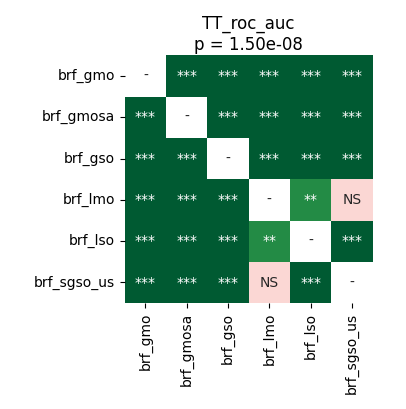 TT_roc_auc
p = 1.50e-08
brf_gmo - *** *** *** *** ***
brf_gmosa *** - *** *** *** ***
brf_gso *** *** - *** *** ***
brf_lmo *** *** *** - ** NS
brf_lso *** *** *** ** - ***
brf_sgso_us *** *** *** NS *** -
brf_gmo
brf_gmosa
brf_gso
brf_lmo
brf_lso
brf_sgso_us